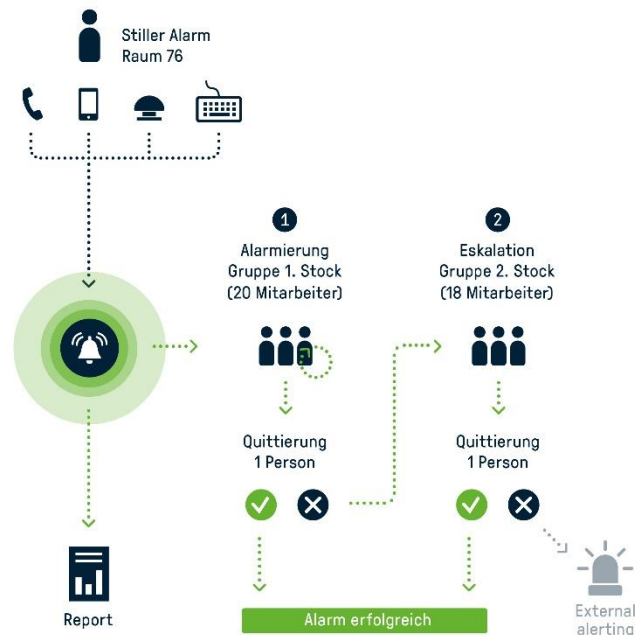 Stiller Alarm
Raum 76
1
Alarmierung
Gruppe 1. Stock
(20 Mitarbeiter)
2
Eskalation
Gruppe 2. Stock
(18 Mitarbeiter)
Quittierung
1 Person
Quittierung
1 Person
Report
Alarm erfolgreich
External
alerting